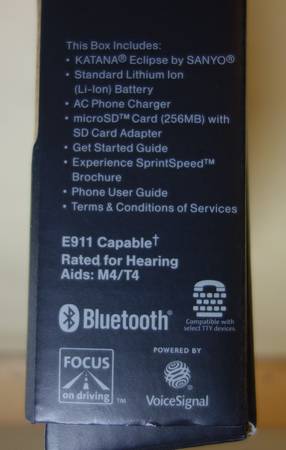 This Box Includes:
• KATANA® Eclipse by SANYO®
• Standard Lithium Ion
(Li-Ion) Battery
• AC Phone Charger
• microSD™ Card (256MB) with
SD Card Adapter
• Get Started Guide
• Experience SprintSpeed™
Brochure
• Phone User Guide
• Terms & Conditions of Services
E911 Capable†
Rated for Hearing
Aids: M4/T4
Bluetooth®
Compatible with
select TTY devices
FOCUS
on driving™
POWERED BY
VoiceSignal